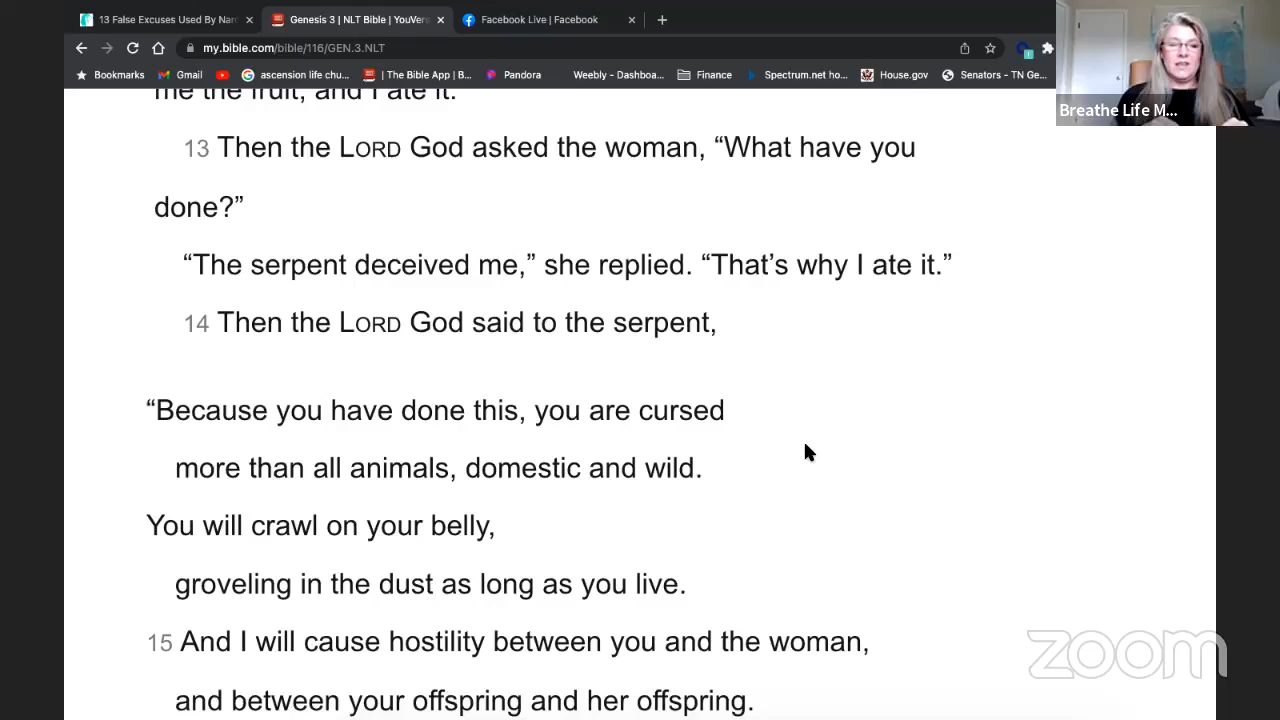 13 False Excuses Used By Nar
Genesis 3 | NLT Bible | YouVers
Facebook Live | Facebook
my.bible.com/bible/116/GEN.3.NLT
Bookmarks
Gmail
ascension life chu...
| The Bible App | B...
Pandora
Weebly - Dashboa...
Finance
Spectrum.net ho...
House.gov
Senators - TN Ge...
Breathe Life M...
me the fruit, and I ate it.”
13 Then the LORD God asked the woman, “What have you
done?”
“The serpent deceived me,” she replied. “That’s why I ate it.”
14 Then the LORD God said to the serpent,
“Because you have done this, you are cursed
more than all animals, domestic and wild.
You will crawl on your belly,
groveling in the dust as long as you live.
15 And I will cause hostility between you and the woman,
and between your offspring and her offspring.
zoom